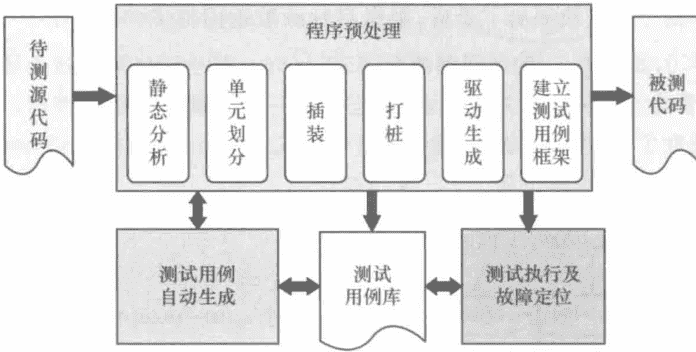 待测源代码
程序预处理
静态分析
单元划分
插装
打桩
驱动生成
建立测试用例框架
被测代码
测试用例
自动生成
测试
用例库
测试执行及
故障定位